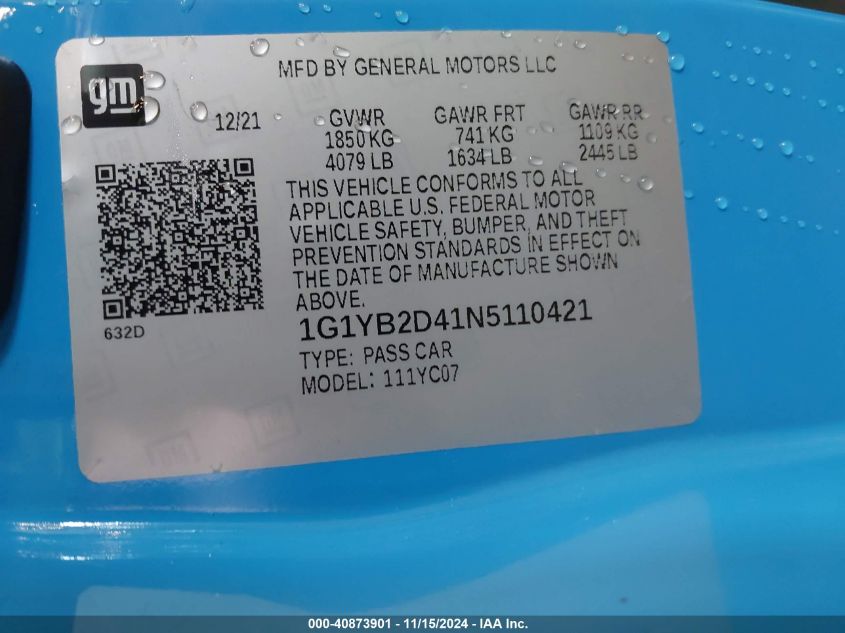 MFD BY GENERAL MOTORS LLC
gm
12/21 GVWR GAWR FRT GAWR RR
1850 KG 741 KG 1109 KG
4079 LB 1634 LB 2445 LB
THIS VEHICLE CONFORMS TO ALL
APPLICABLE U.S. FEDERAL MOTOR
VEHICLE SAFETY, BUMPER, AND THEFT
PREVENTION STANDARDS IN EFFECT ON
THE DATE OF MANUFACTURE SHOWN
ABOVE.
632D
1G1YB2D41N5110421
TYPE: PASS CAR
MODEL: 111YC07
000-40873901 - 11/15/2024 - IAA Inc.